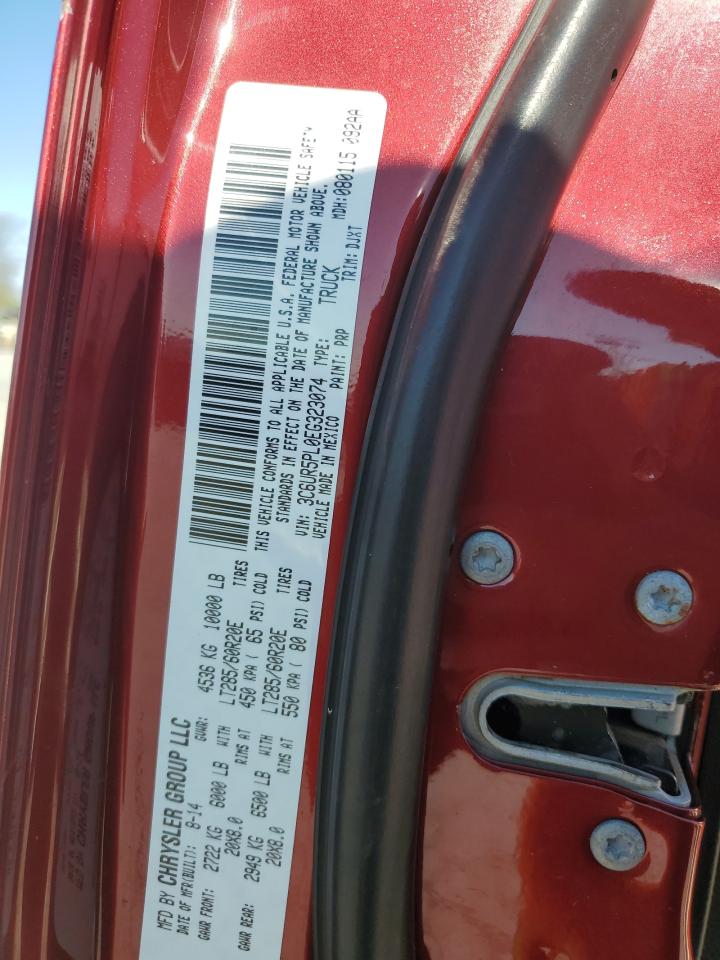 MFD BY CHRYSLER GROUP LLC
DATE OF MFR(BUILT): 8-14 GVWR: 4536 KG 10000 LB
GAWR FRONT: 2722 KG 6000 LB WITH LT285/60R20E TIRES
20X8.0 RIMS AT 450 KPA ( 65 PSI) COLD
GAWR REAR: 2949 KG 6500 LB WITH LT285/60R20E TIRES
20X8.0 RIMS AT 550 KPA ( 80 PSI) COLD
THIS VEHICLE CONFORMS TO ALL APPLICABLE U.S.A. FEDERAL MOTOR VEHICLE SAFETY
STANDARDS IN EFFECT ON THE DATE OF MANUFACTURE SHOWN ABOVE.
VIN: 3C6UR5PL0EG323074 TYPE: TRUCK MDH:080115 092AA
VEHICLE MADE IN MEXICO PAINT: PRP TRIM: DJXT